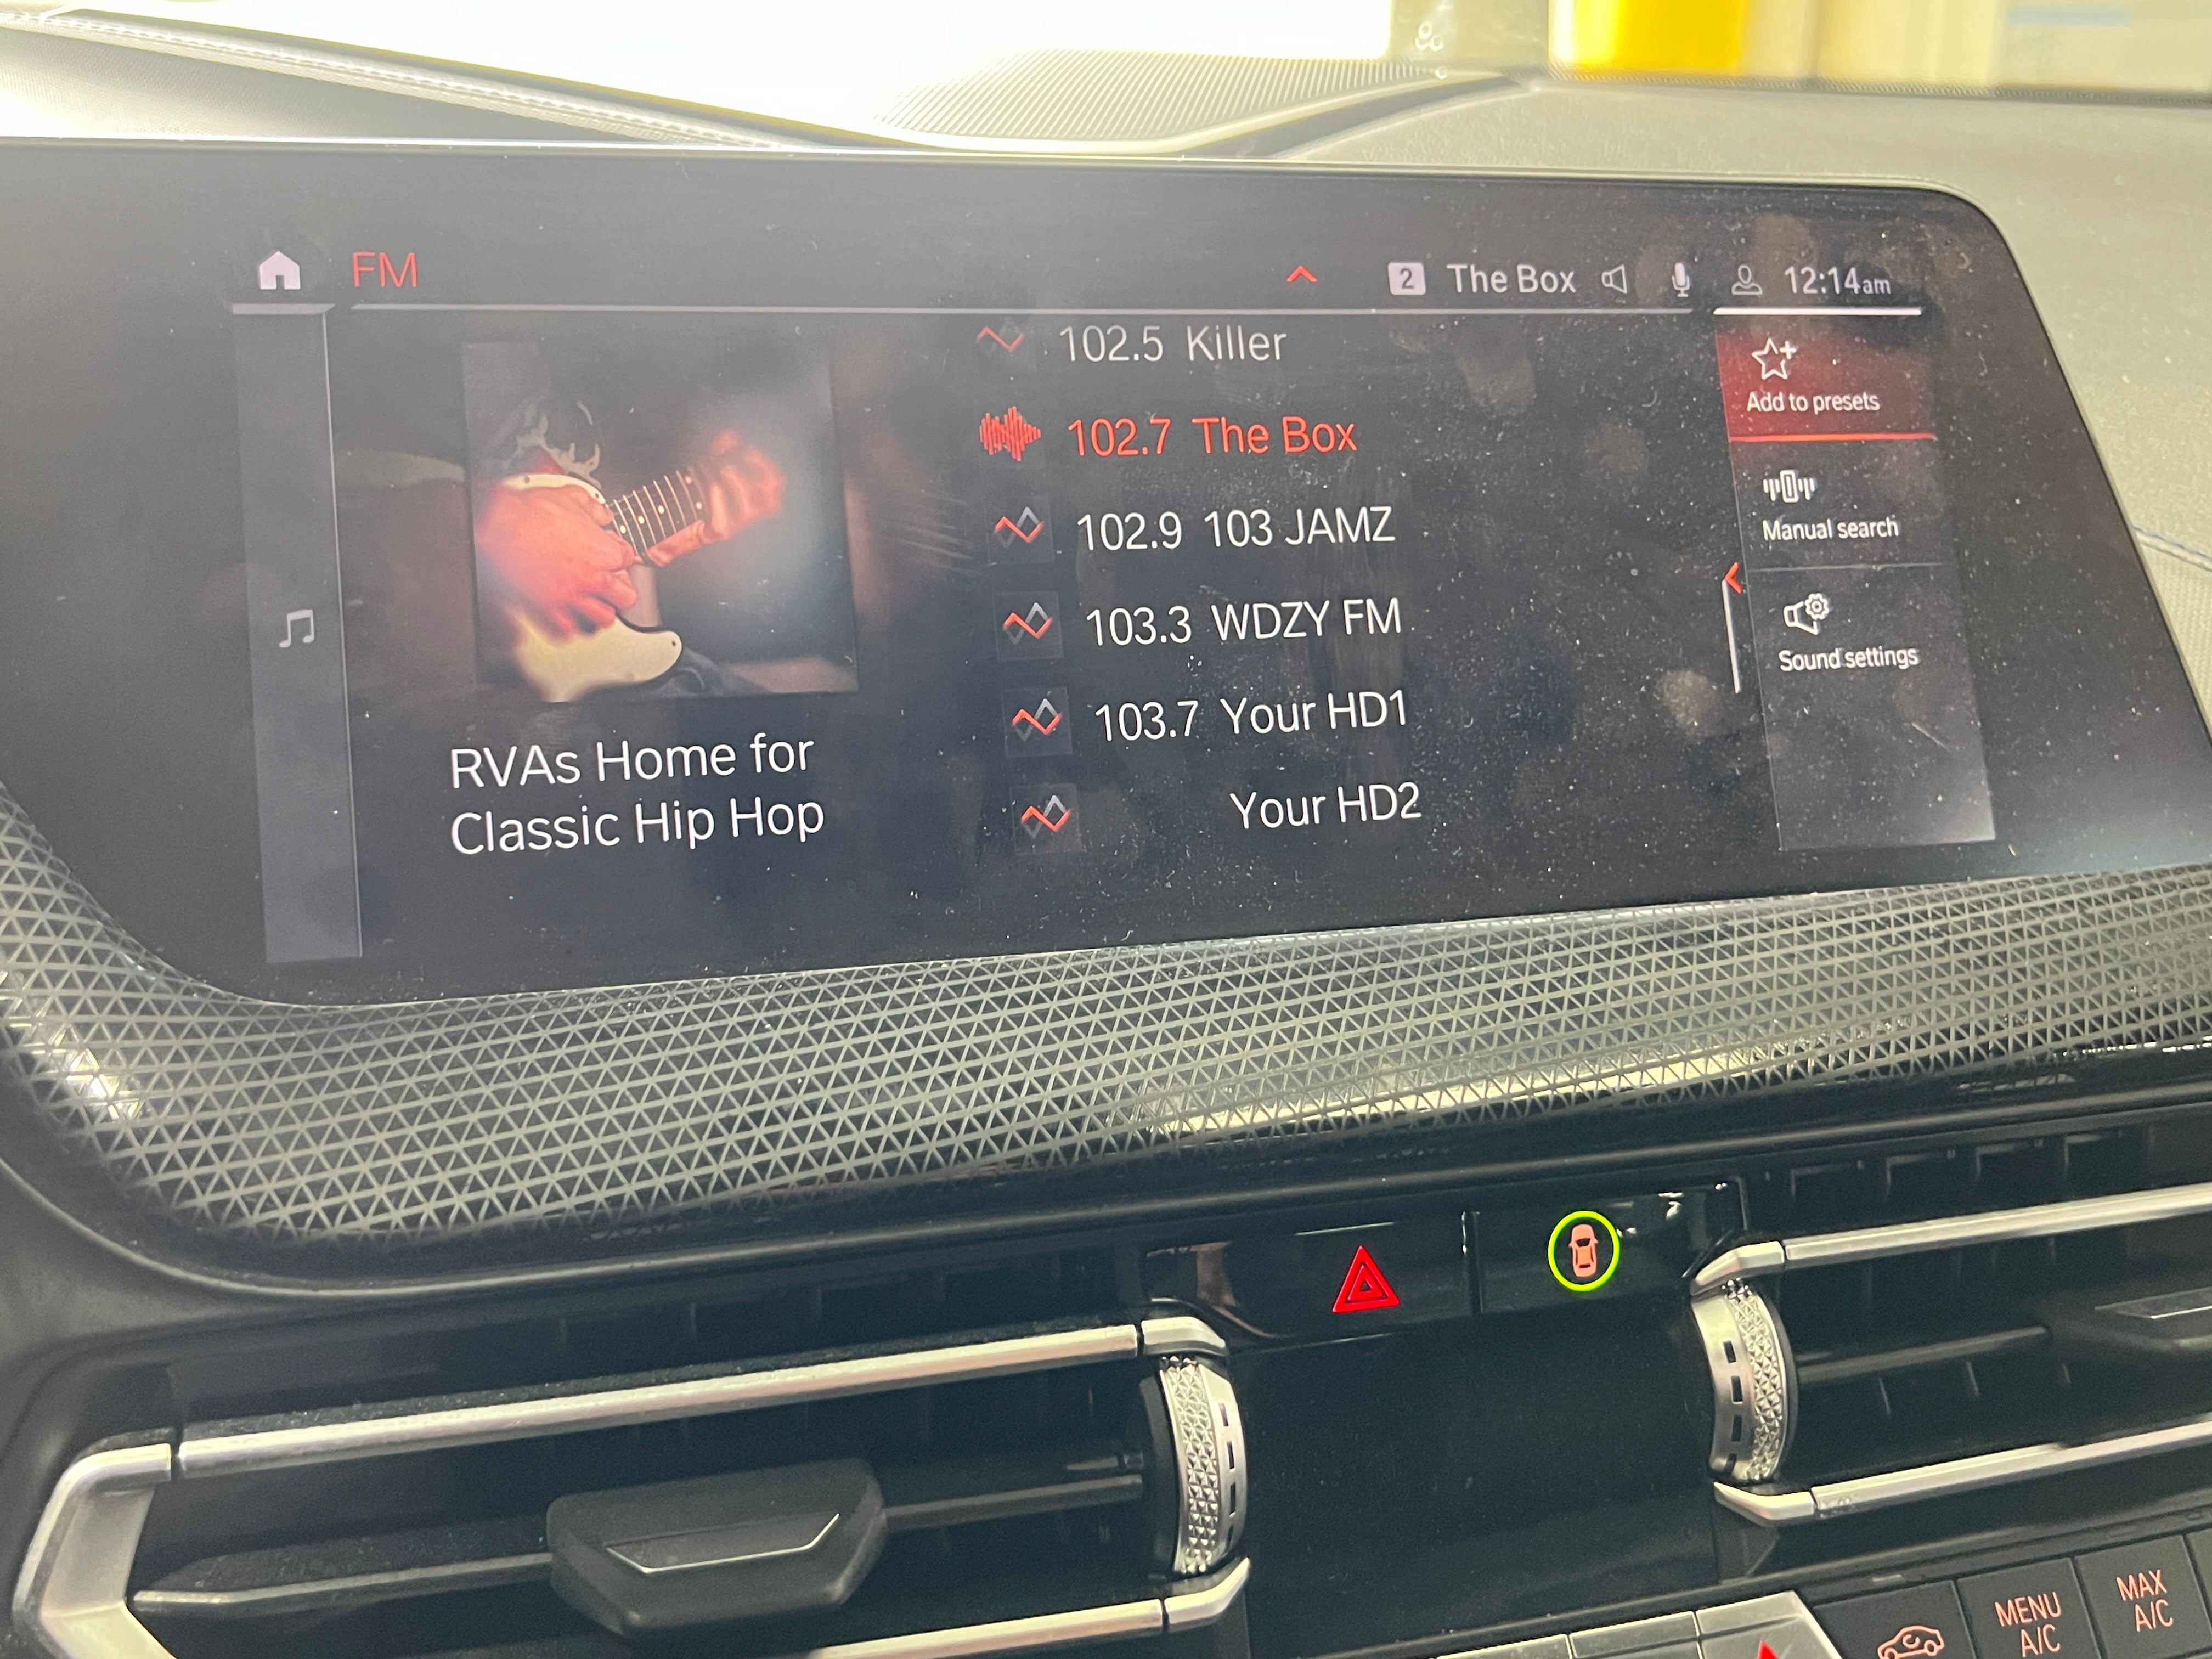 FM
2 The Box 12:14am
102.5 Killer
102.7 The Box
102.9 103 JAMZ
103.3 WDZY FM
103.7 Your HD1
Your HD2
RVAs Home for
Classic Hip Hop
Add to presets
Manual search
Sound settings
MENU
A/C
MAX
A/C